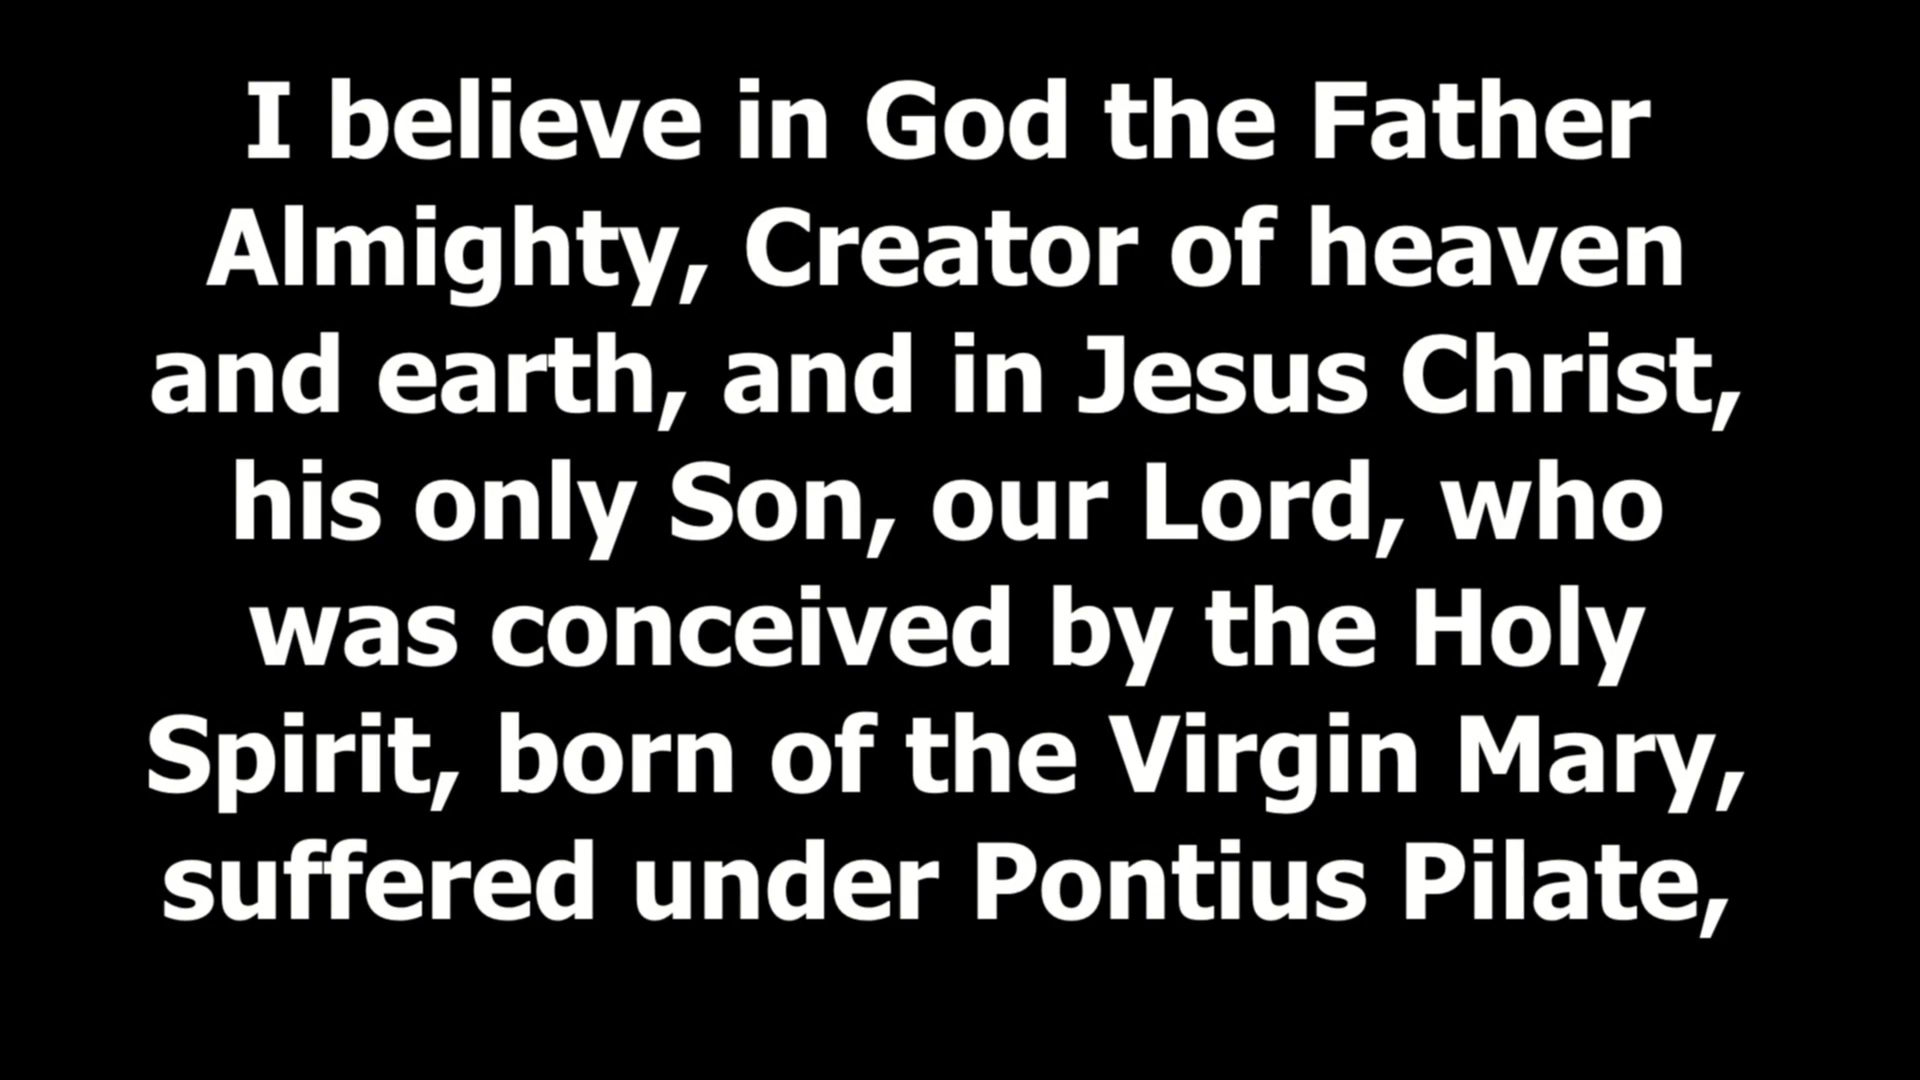 I believe in God the Father
Almighty, Creator of heaven
and earth, and in Jesus Christ,
his only Son, our Lord, who
was conceived by the Holy
Spirit, born of the Virgin Mary,
suffered under Pontius Pilate,